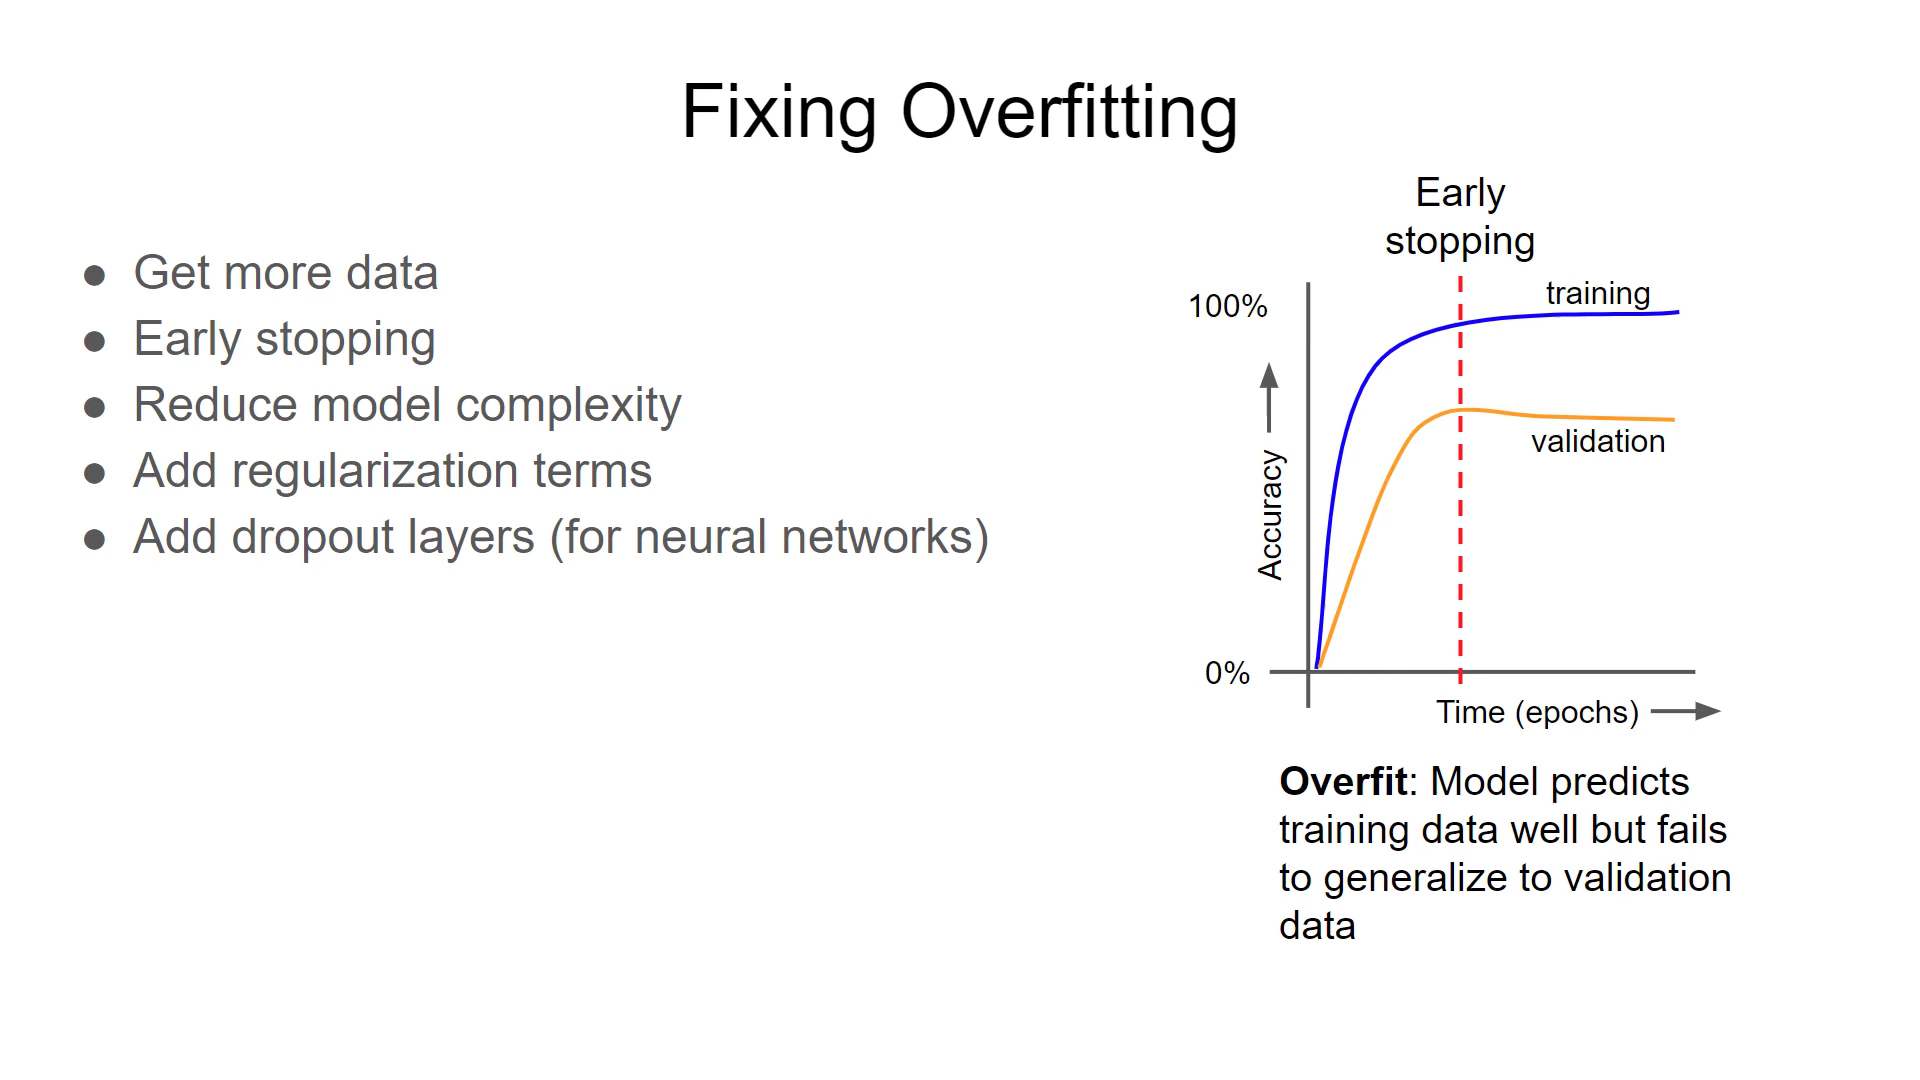 Fixing Overfitting
● Get more data
● Early stopping
● Reduce model complexity
● Add regularization terms
● Add dropout layers (for neural networks)
Early
stopping
100%
training
validation
Accuracy
0%
Time (epochs)
Overfit: Model predicts
training data well but fails
to generalize to validation
data